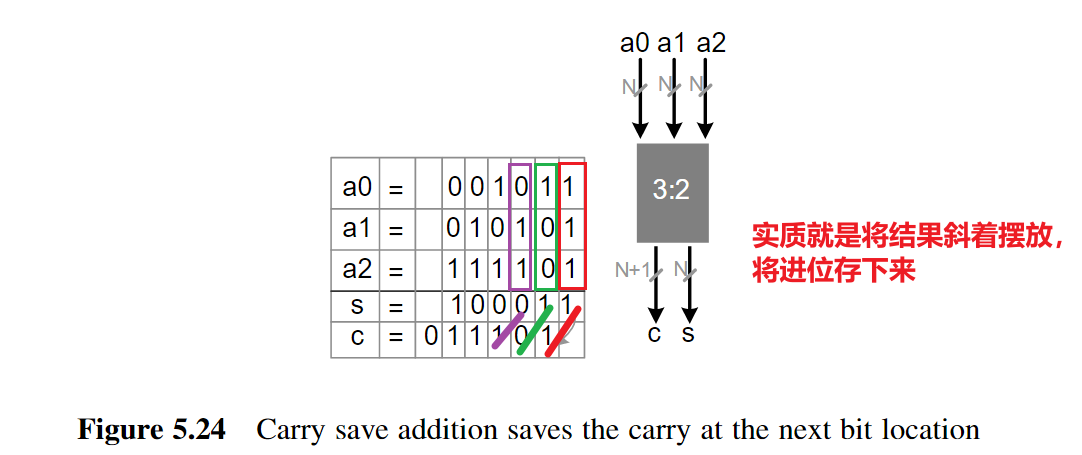 a0 a1 a2
N N N
3:2
N+1 N
c s
a0 = 0 0 1 0 1 1
a1 = 0 1 0 1 0 1
a2 = 1 1 1 1 0 1
s = 1 0 0 0 1 1
c = 0 1 1 1 0 1
实质就是将结果斜着摆放，
将进位存下来
Figure 5.24 Carry save addition saves the carry at the next bit location